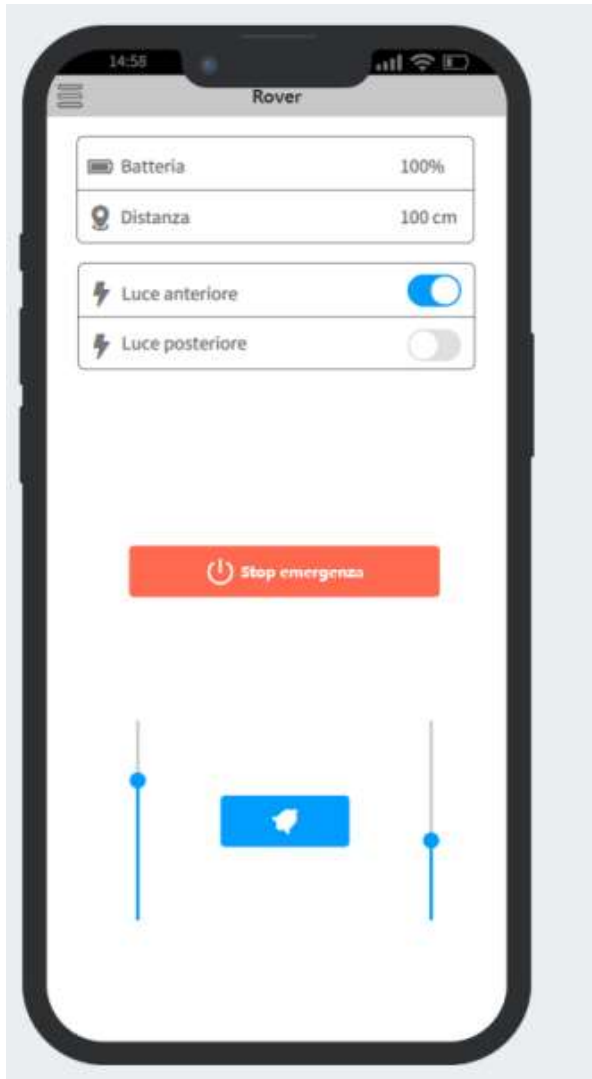 14:58
Rover
Batteria 100%
Distanza 100 cm
Luce anteriore
Luce posteriore
Stop emergenza